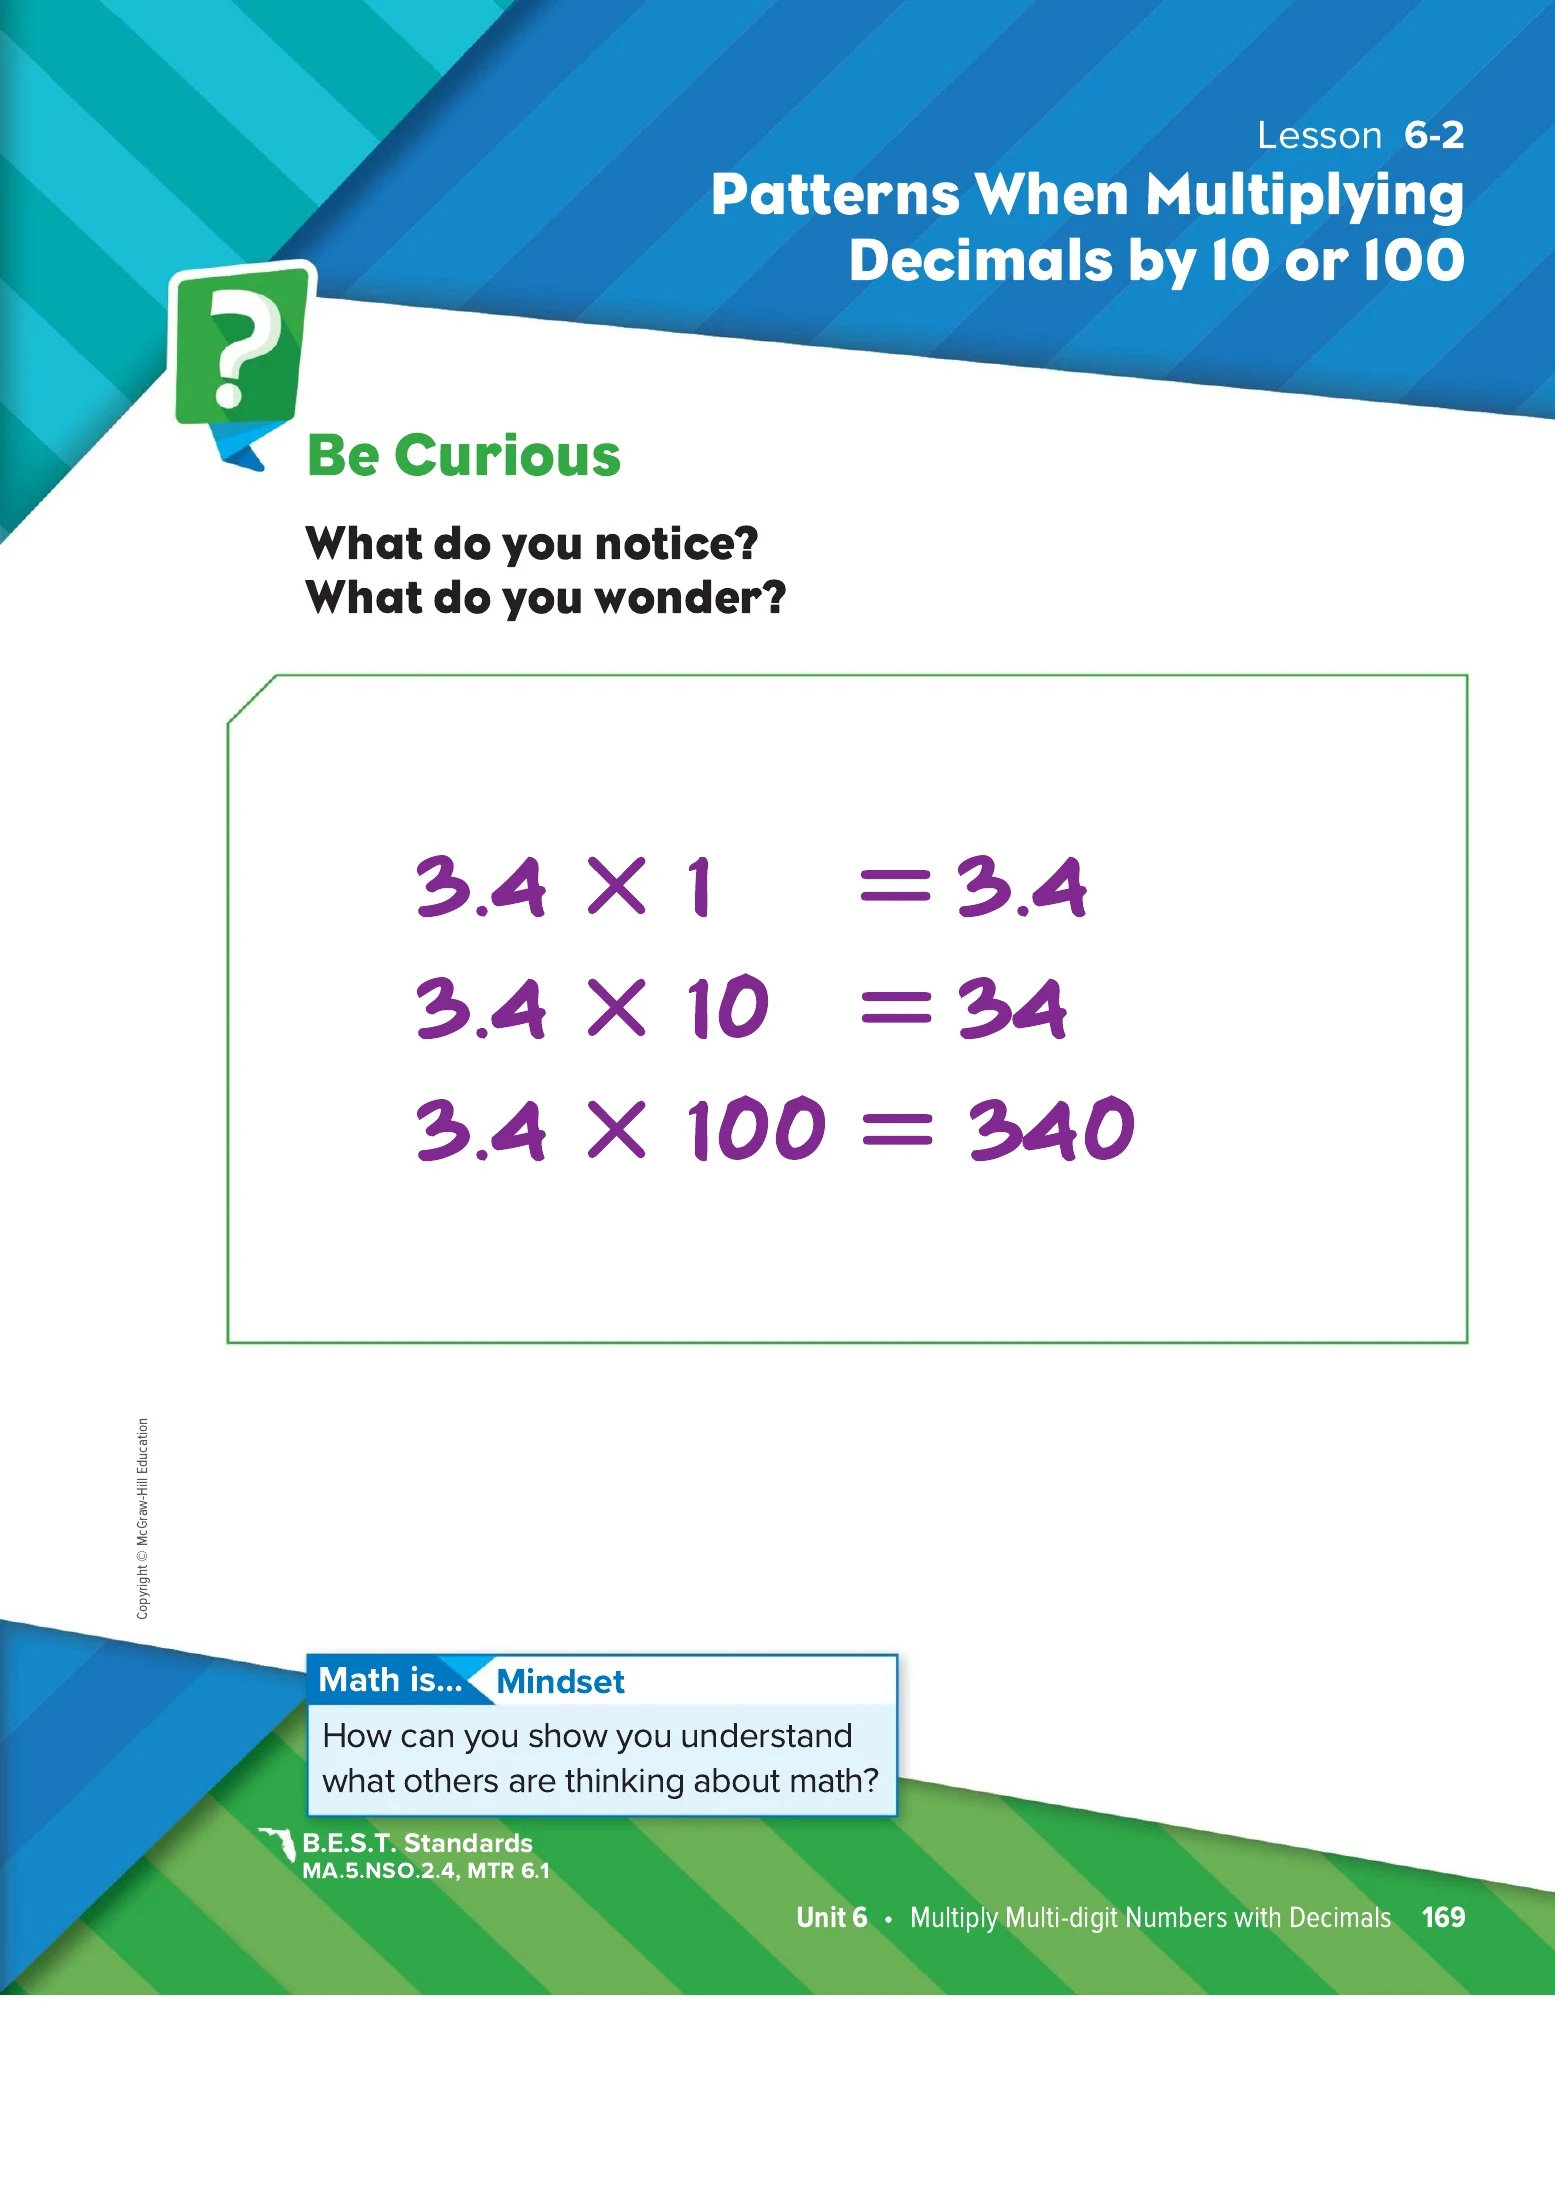 Lesson 6-2
Patterns When Multiplying
Decimals by 10 or 100
?
Be Curious
What do you notice?
What do you wonder?
3.4 × 1 = 3.4
3.4 × 10 = 34
3.4 × 100 = 340
Copyright © McGraw-Hill Education
Math is... Mindset
How can you show you understand
what others are thinking about math?
B.E.S.T. Standards
MA.5.NSO.2.4, MTR 6.1
Unit 6 • Multiply Multi-digit Numbers with Decimals 169